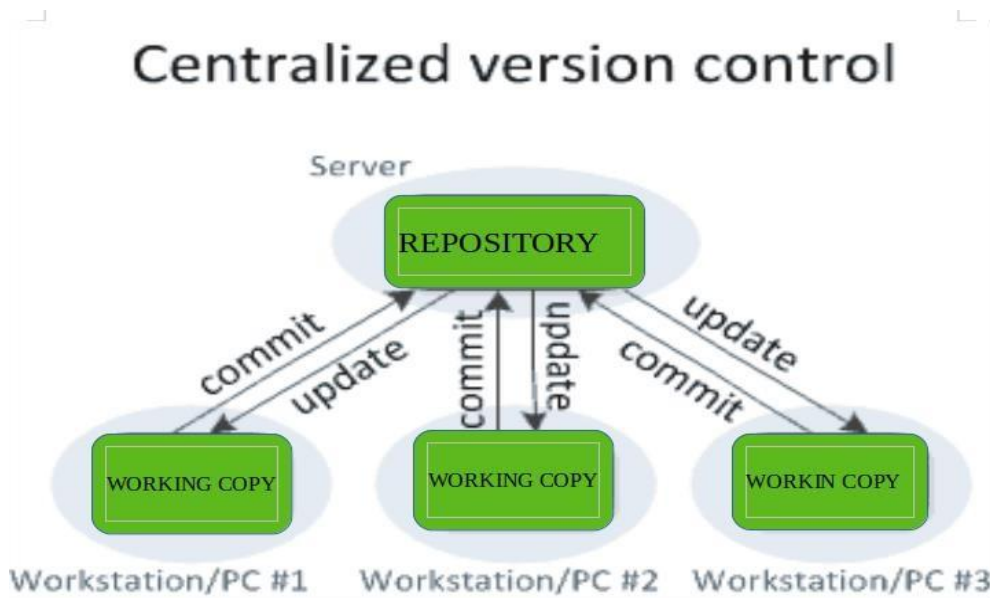 Centralized version control
Server
REPOSITORY
commit
update
commit
update
commit
update
WORKING COPY
WORKING COPY
WORKIN COPY
Workstation/PC #1
Workstation/PC #2
Workstation/PC #3